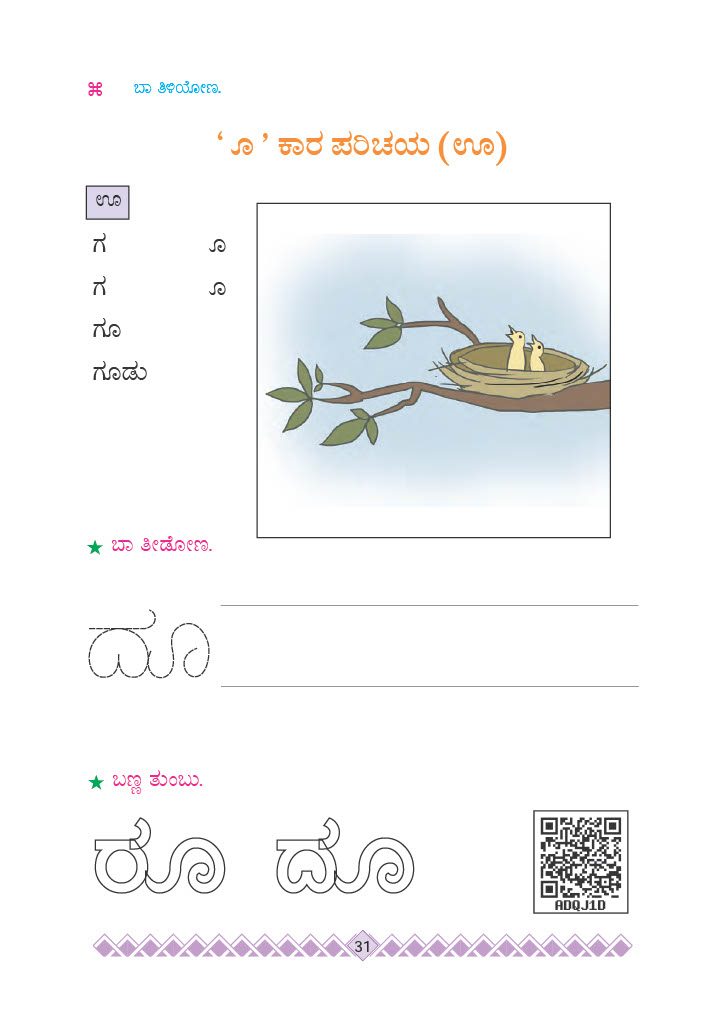 ⌘ ಬಾ ತಿಳಿಯೋಣ.
‘ ೂ ’ ಕಾರ ಪರಿಚಯ (ಊ)
ಊ
ಗ ೂ
ಗ ೂ
ಗೂ
ಗೂಡು
★ ಬಾ ತೀಡೋಣ.
ದೂ
★ ಬಣ್ಣ ತುಂಬು.
ರೂ ದೂ
ADQJ1D
31